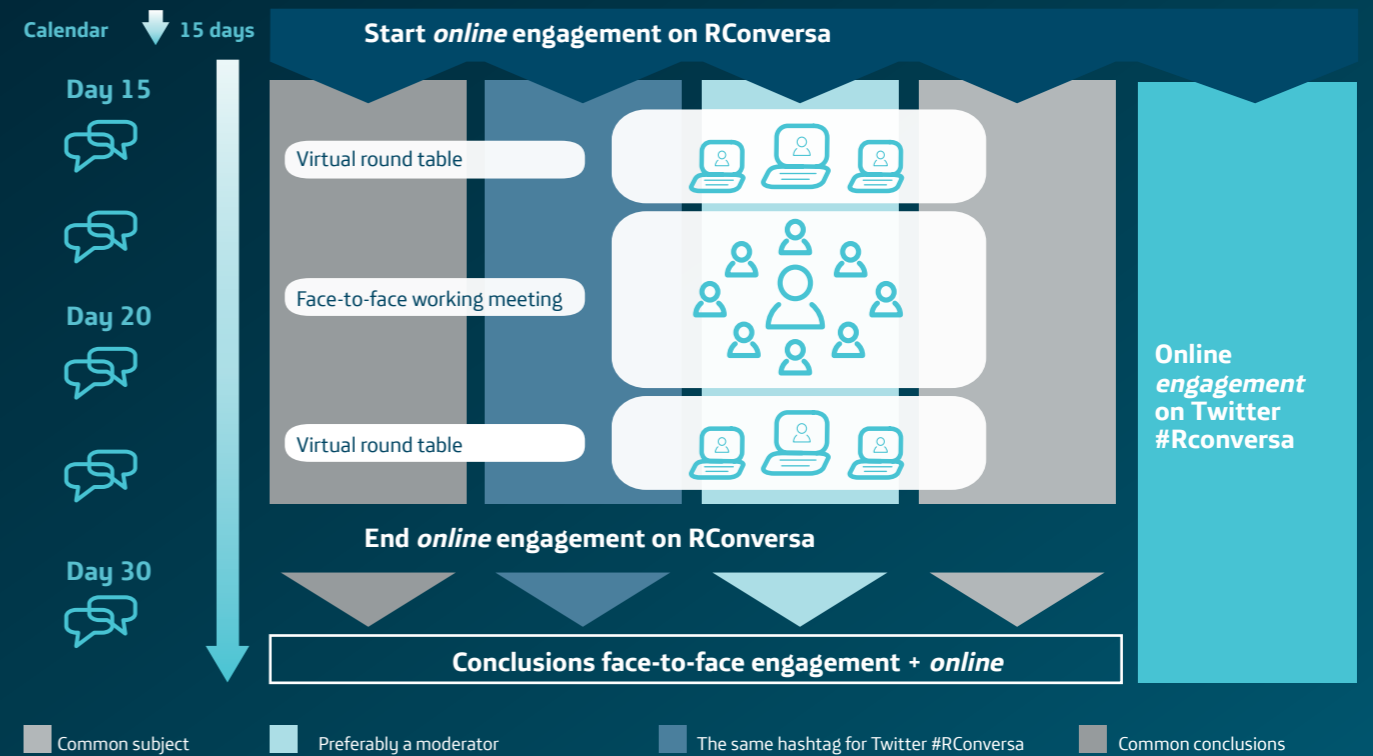 Calendar
15 days
Start online engagement on RConversa
Day 15
Virtual round table
Face-to-face working meeting
Day 20
Online
engagement
on Twitter
#Rconversa
Virtual round table
End online engagement on RConversa
Day 30
Conclusions face-to-face engagement + online
Common subject
Preferably a moderator
The same hashtag for Twitter #RConversa
Common conclusions